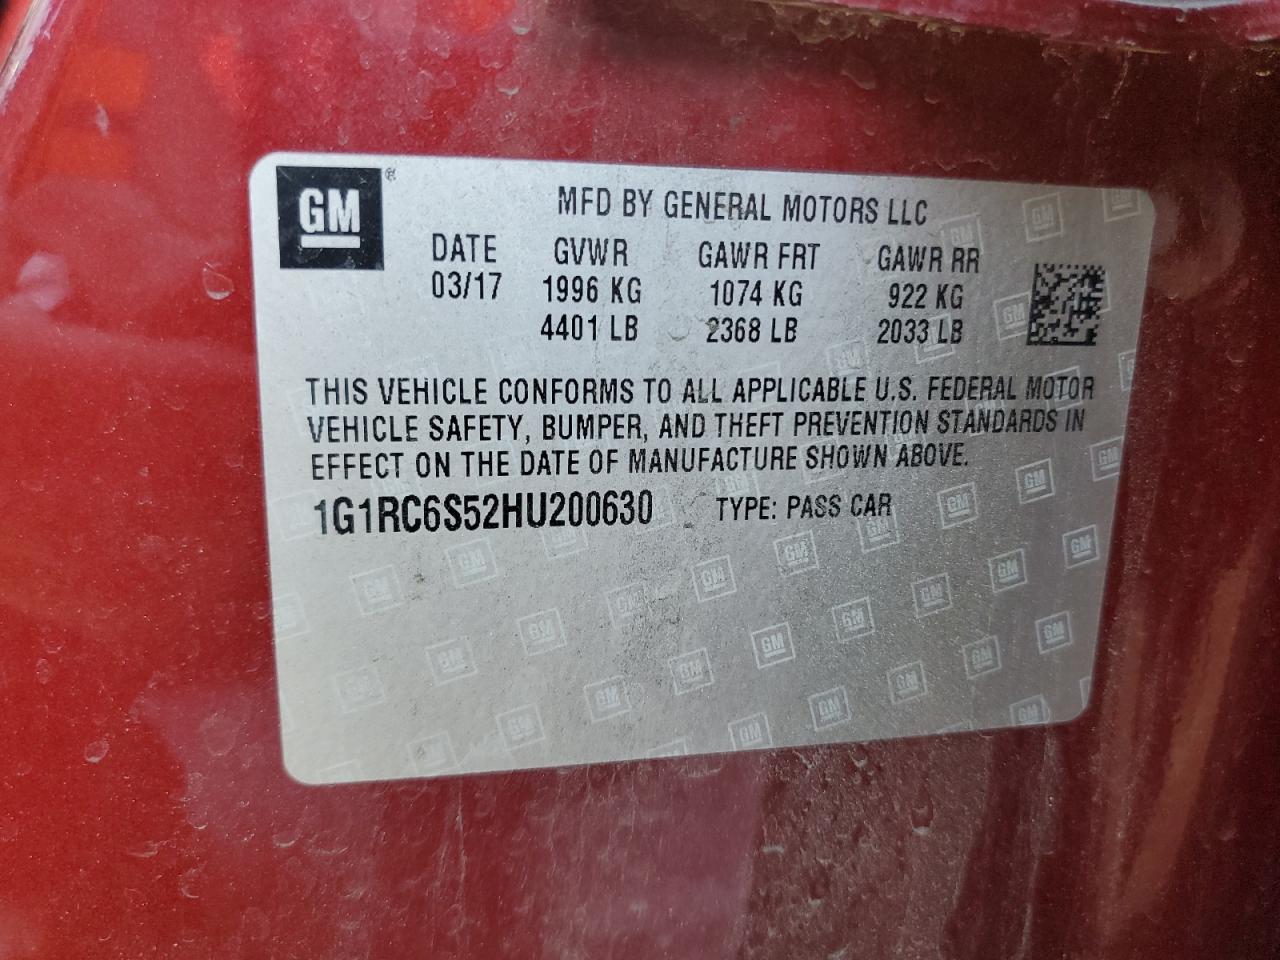 GM®
MFD BY GENERAL MOTORS LLC
DATE GVWR GAWR FRT GAWR RR
03/17 1996 KG 1074 KG 922 KG
4401 LB 2368 LB 2033 LB
THIS VEHICLE CONFORMS TO ALL APPLICABLE U.S. FEDERAL MOTOR
VEHICLE SAFETY, BUMPER, AND THEFT PREVENTION STANDARDS IN
EFFECT ON THE DATE OF MANUFACTURE SHOWN ABOVE.
1G1RC6S52HU200630 TYPE: PASS CAR